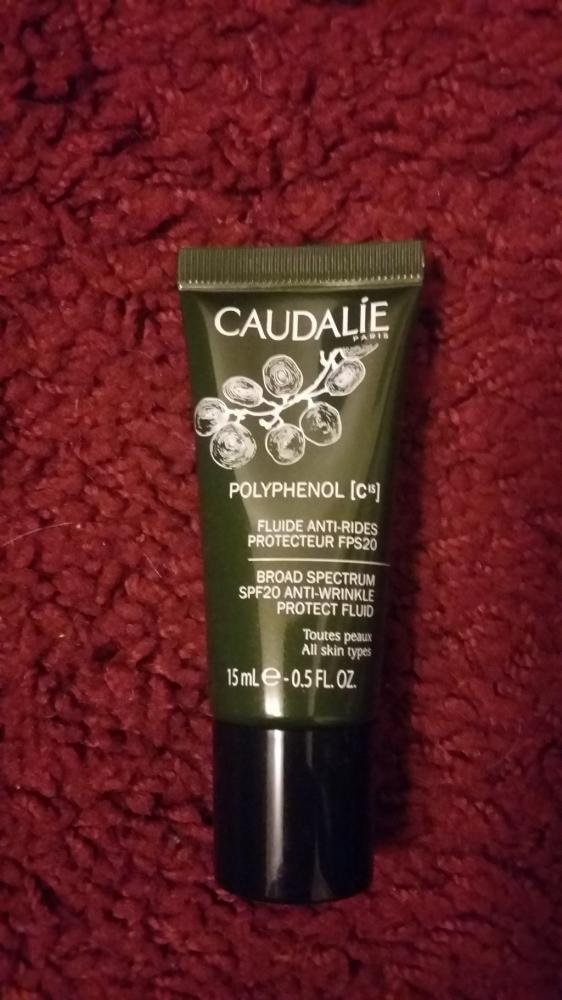 CAUDALÍE
PARIS
POLYPHENOL [C¹⁵]
FLUIDE ANTI-RIDES
PROTECTEUR FPS20
BROAD SPECTRUM
SPF20 ANTI-WRINKLE
PROTECT FLUID
Toutes peaux
All skin types
15 mL ℮ - 0.5 FL. OZ.